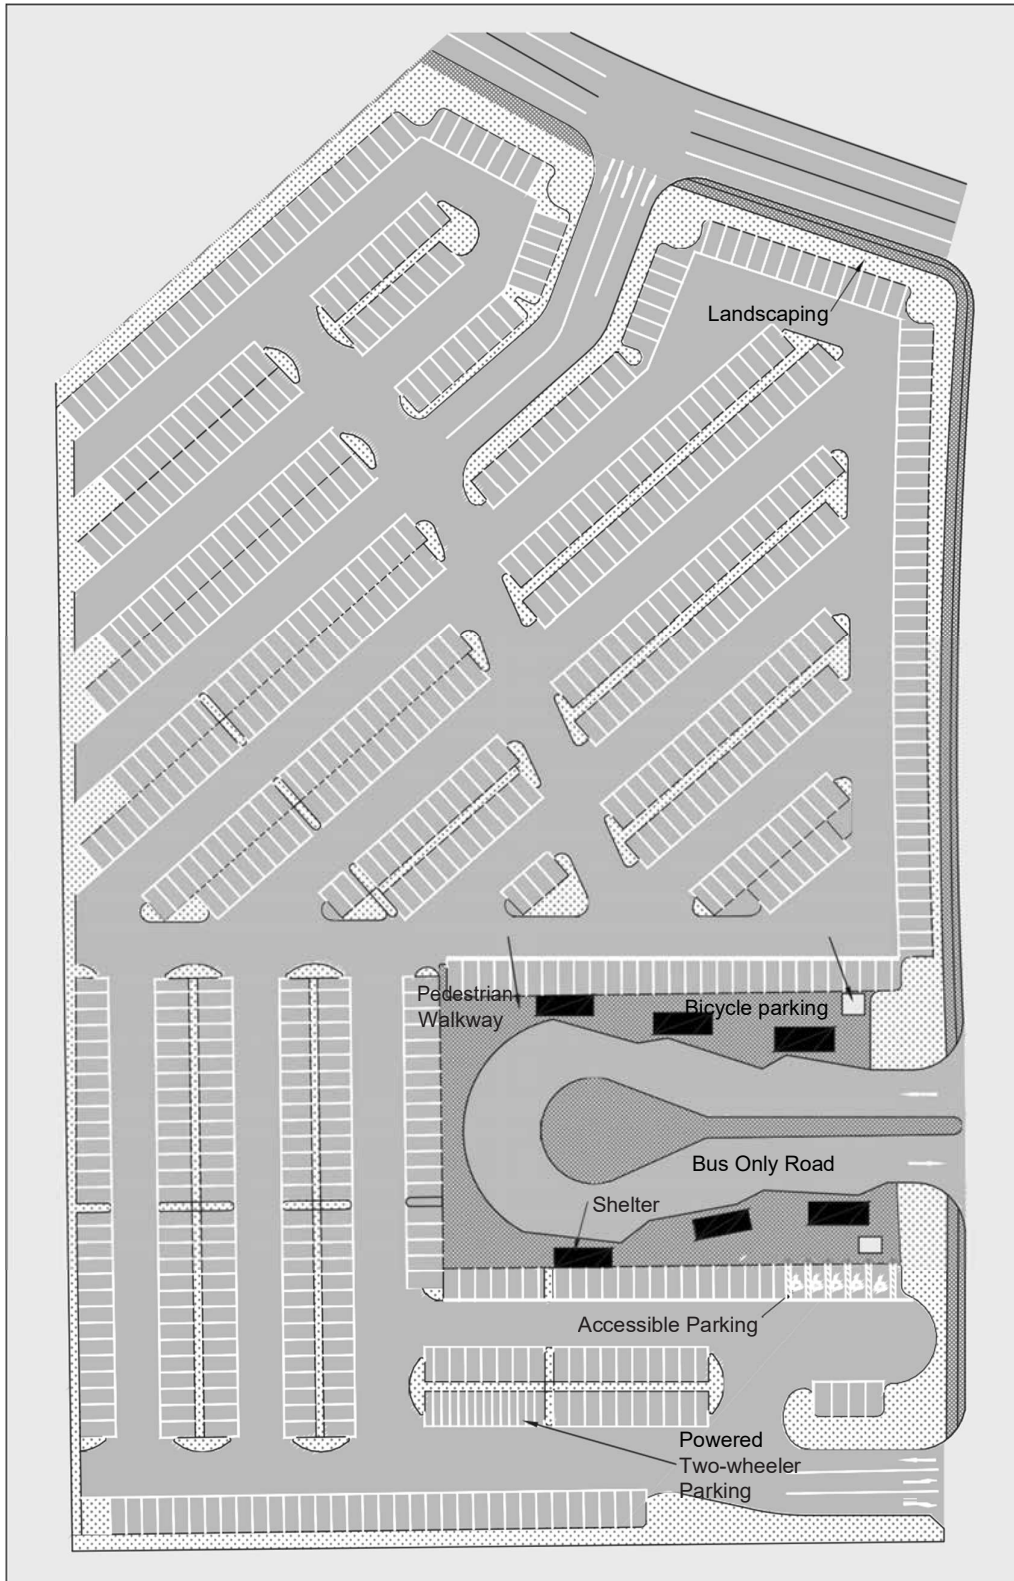 Landscaping
Pedestrian
Walkway
Bicycle parking
Bus Only Road
Shelter
Accessible Parking
Powered
Two-wheeler
Parking